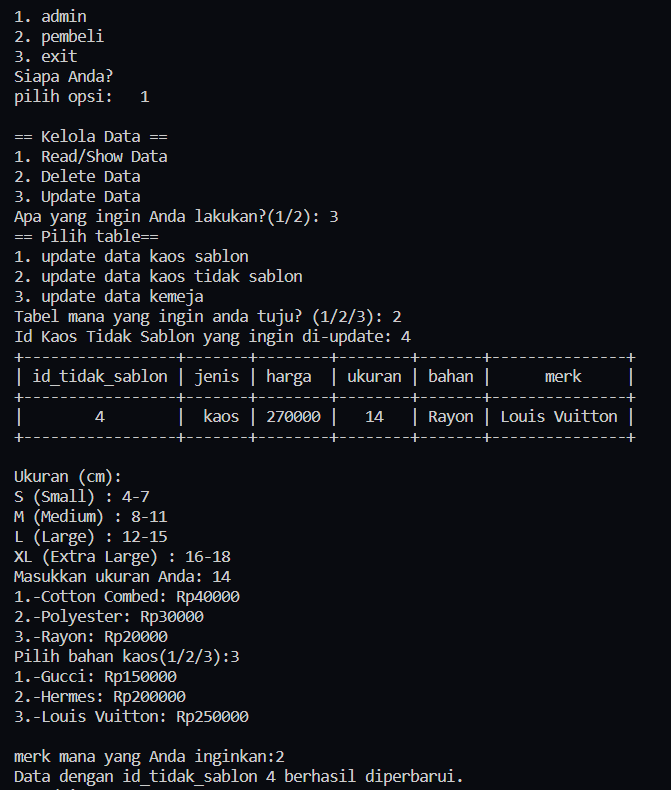 1. admin
2. pembeli
3. exit
Siapa Anda?
pilih opsi:   1
== Kelola Data ==
1. Read/Show Data
2. Delete Data
3. Update Data
Apa yang ingin Anda lakukan?(1/2): 3
== Pilih table==
1. update data kaos sablon
2. update data kaos tidak sablon
3. update data kemeja
Tabel mana yang ingin anda tuju? (1/2/3): 2
Id Kaos Tidak Sablon yang ingin di-update: 4
+-----------------+-------+--------+--------+-------+---------------+
| id_tidak_sablon | jenis | harga  | ukuran | bahan |      merk     |
+-----------------+-------+--------+--------+-------+---------------+
|        4        |  kaos | 270000 |   14   | Rayon | Louis Vuitton |
+-----------------+-------+--------+--------+-------+---------------+
Ukuran (cm):
S (Small) : 4-7
M (Medium) : 8-11
L (Large) : 12-15
XL (Extra Large) : 16-18
Masukkan ukuran Anda: 14
1.-Cotton Combed: Rp40000
2.-Polyester: Rp30000
3.-Rayon: Rp20000
Pilih bahan kaos(1/2/3):3
1.-Gucci: Rp150000
2.-Hermes: Rp200000
3.-Louis Vuitton: Rp250000
merk mana yang Anda inginkan:2
Data dengan id_tidak_sablon 4 berhasil diperbarui.